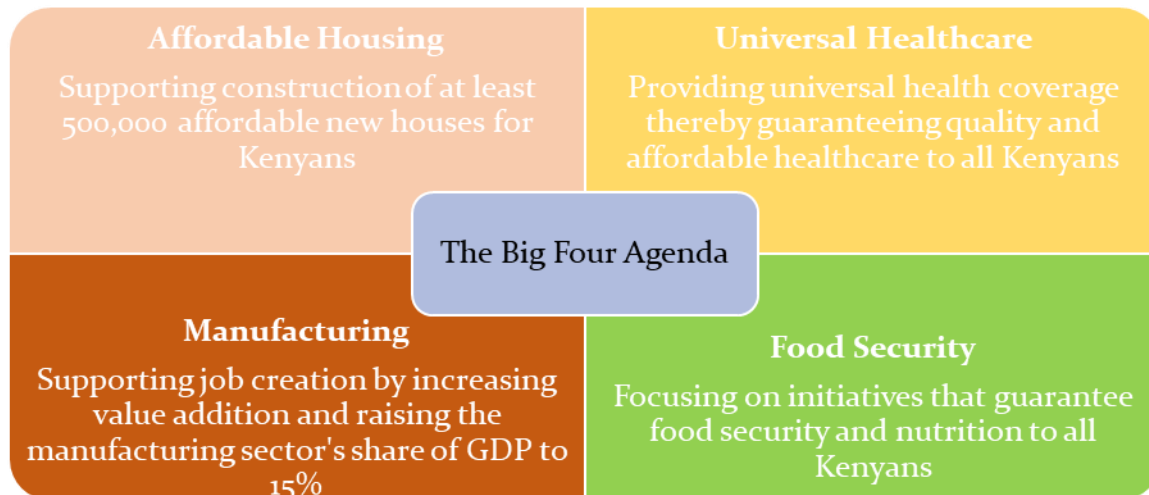 Affordable Housing
Supporting construction of at least
500,000 affordable new houses for
Kenyans
Universal Healthcare
Providing universal health coverage
thereby guaranteeing quality and
affordable healthcare to all Kenyans
The Big Four Agenda
Manufacturing
Supporting job creation by increasing
value addition and raising the
manufacturing sector's share of GDP to
15%
Food Security
Focusing on initiatives that guarantee
food security and nutrition to all
Kenyans